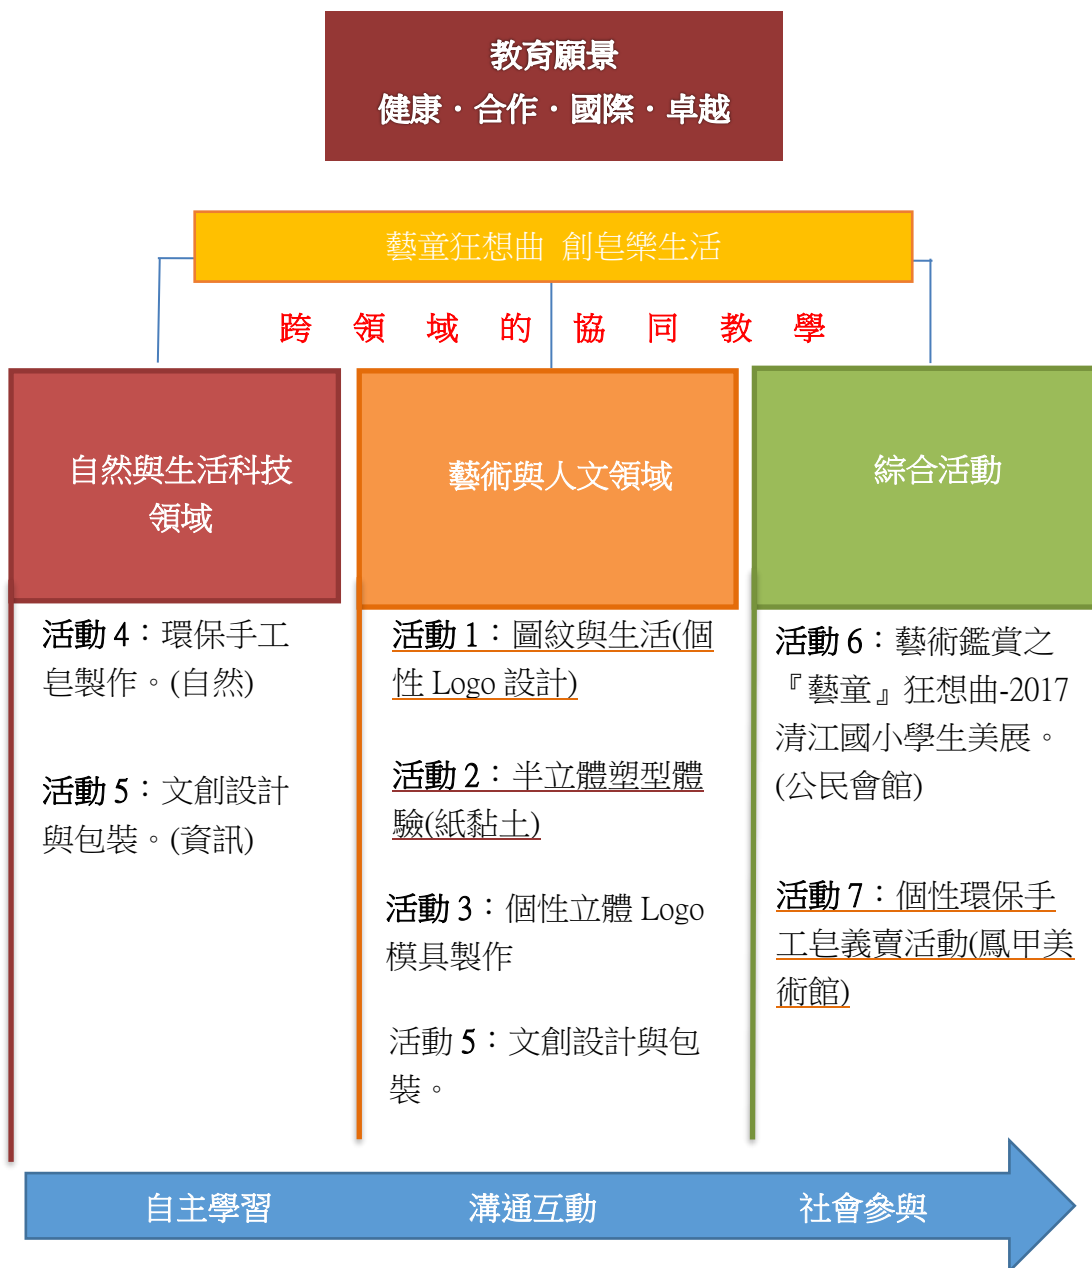 教育願景
健康．合作．國際．卓越
藝童狂想曲 創皂樂生活
跨領域的協同教學
自然與生活科技
領域
活動 4：環保手工
皂製作。(自然)
活動 5：文創設計
與包裝。(資訊)
藝術與人文領域
活動 1：圖紋與生活(個
性 Logo 設計)
活動 2：半立體塑型體
驗(紙黏土)
活動 3：個性立體 Logo
模具製作
活動 5：文創設計與包
裝。
綜合活動
活動 6：藝術鑑賞之
『藝童』狂想曲-2017
清江國小學生美展。
(公民會館)
活動 7：個性環保手
工皂義賣活動(鳳甲美
術館)
自主學習
溝通互動
社會參與